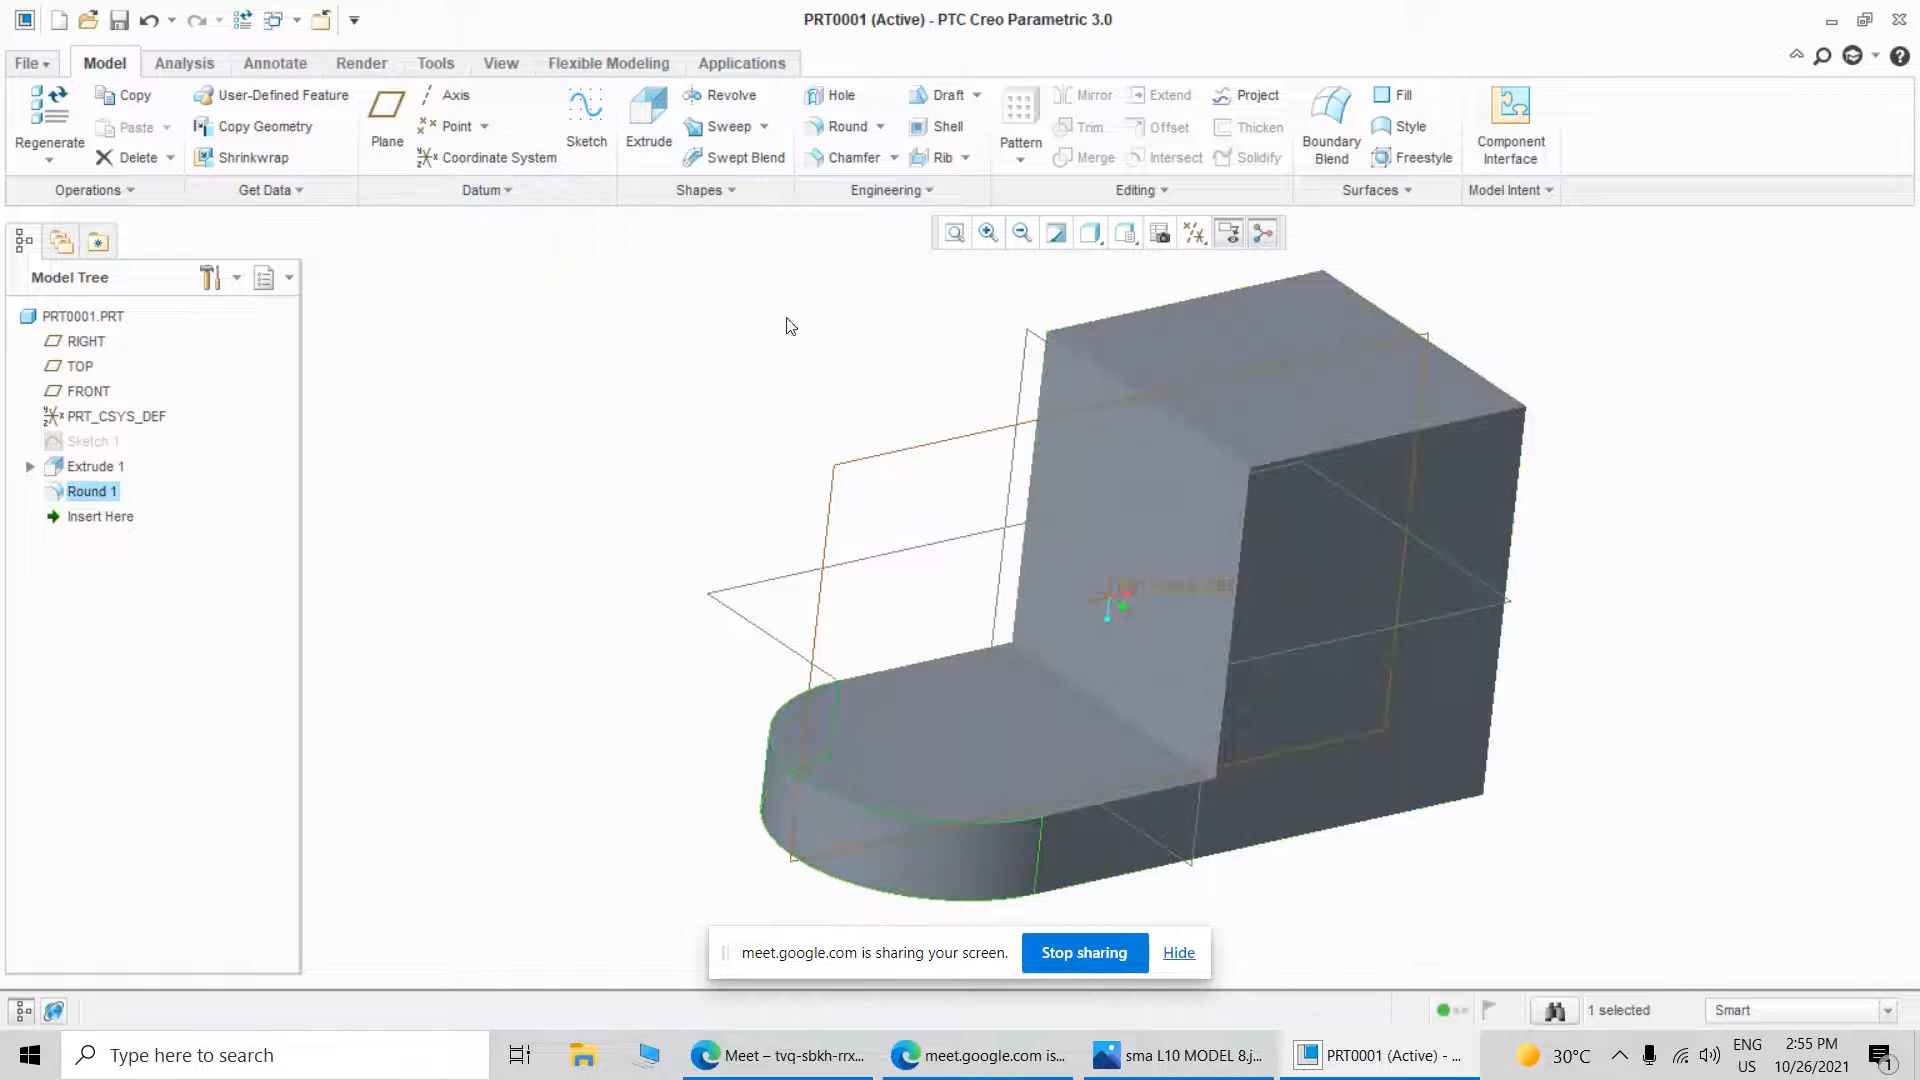 PRT0001 (Active) - PTC Creo Parametric 3.0
File Model Analysis Annotate Render Tools View Flexible Modeling Applications
Regenerate
Copy
Paste
Delete
User-Defined Feature
Copy Geometry
Shrinkwrap
Plane
Axis
Point
Coordinate System
Sketch
Extrude
Revolve
Sweep
Swept Blend
Hole
Round
Chamfer
Draft
Shell
Rib
Pattern
Mirror
Trim
Merge
Extend
Offset
Intersect
Project
Thicken
Solidify
Boundary
Blend
Fill
Style
Freestyle
Component
Interface
Operations Get Data Datum Shapes Engineering Editing Surfaces Model Intent
Model Tree
PRT0001.PRT
RIGHT
TOP
FRONT
PRT_CSYS_DEF
Sketch 1
Extrude 1
Round 1
Insert Here
meet.google.com is sharing your screen. Stop sharing Hide
1 selected
Smart
Type here to search
Meet – tvq-sbkh-rrx...
meet.google.com is...
sma L10 MODEL 8.j...
PRT0001 (Active) - ...
30°C
ENG
US
2:55 PM
10/26/2021
1